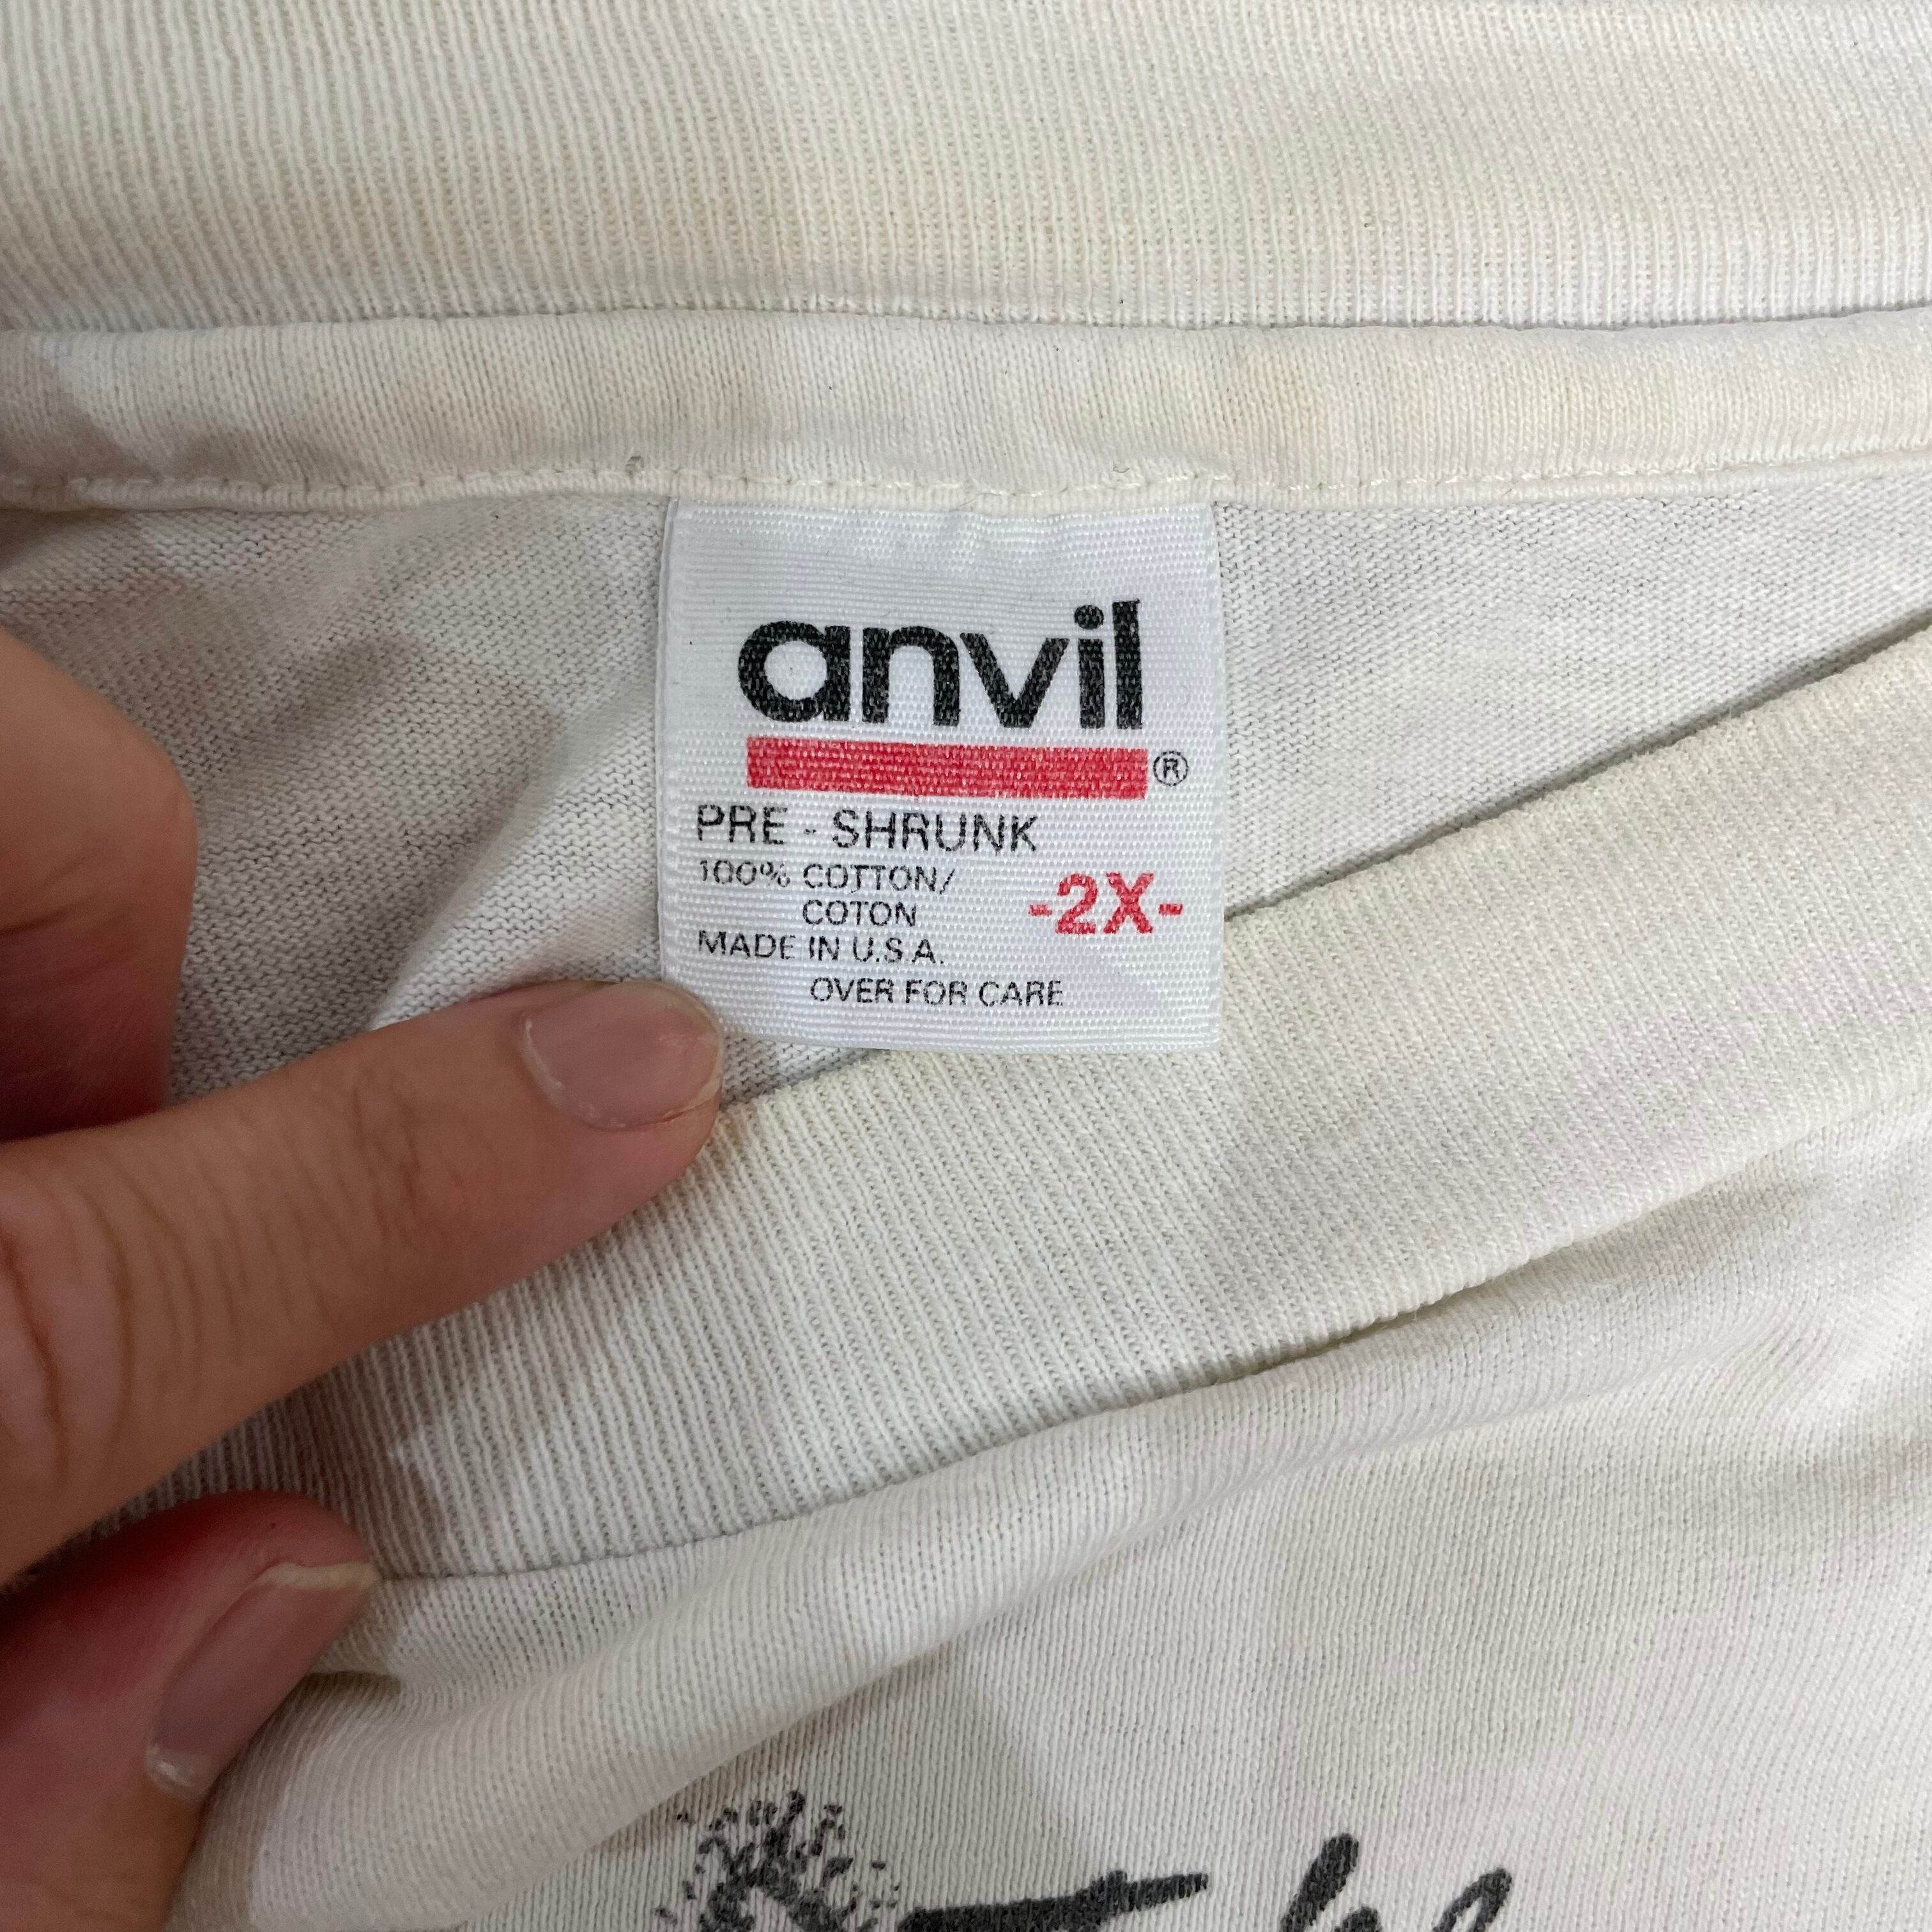 anvil
®
PRE - SHRUNK
100% COTTON/
COTON
-2X-
MADE IN U.S.A.
OVER FOR CARE